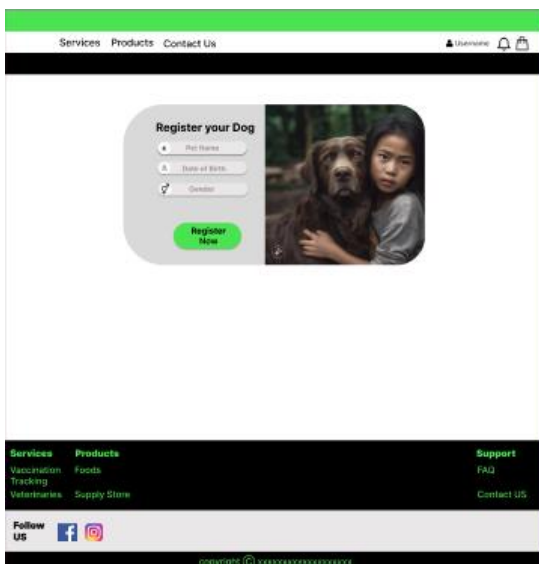 Services Products Contact Us Username
Register your Dog
Pet Name
Date of Birth
Gender
Register
Now
Services Products Support
Vaccination Foods FAQ
Tracking
Veterinaries Supply Store Contact US
Follow
US